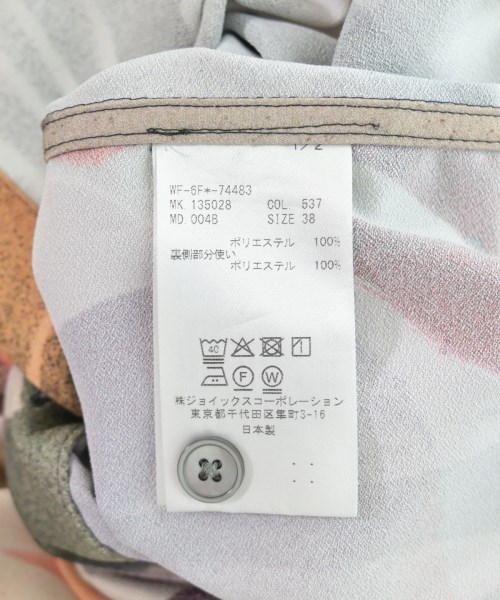 1/2
WF-6F*-74483
MK 135028 COL. 537
MD 004B SIZE 38
ポリエステル 100%
裏側部分使い
ポリエステル 100%
40
F W
株ジョイックスコーポレーション
東京都千代田区隼町3-16
日本製